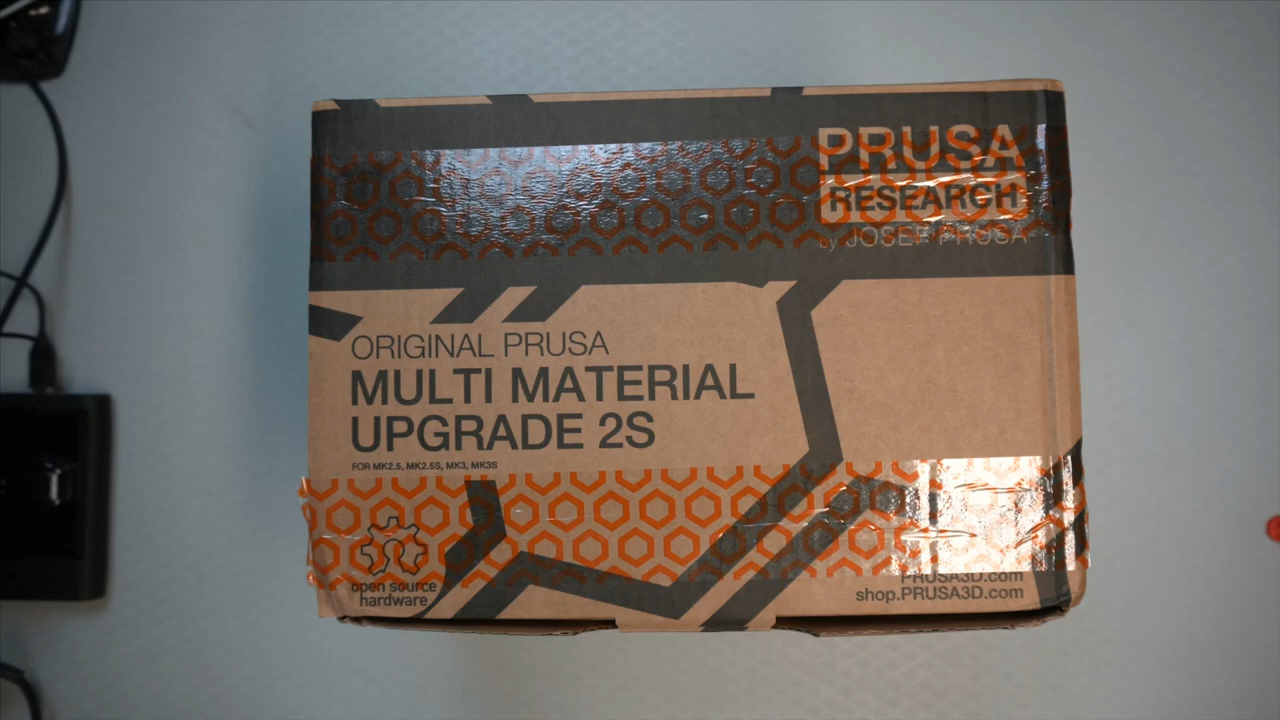 PRUSA
RESEARCH
by JOSEF PRUSA
ORIGINAL PRUSA
MULTI MATERIAL
UPGRADE 2S
FOR MK2.5, MK2.5S, MK3, MK3S
open source
hardware
PRUSA3D.com
shop.PRUSA3D.com